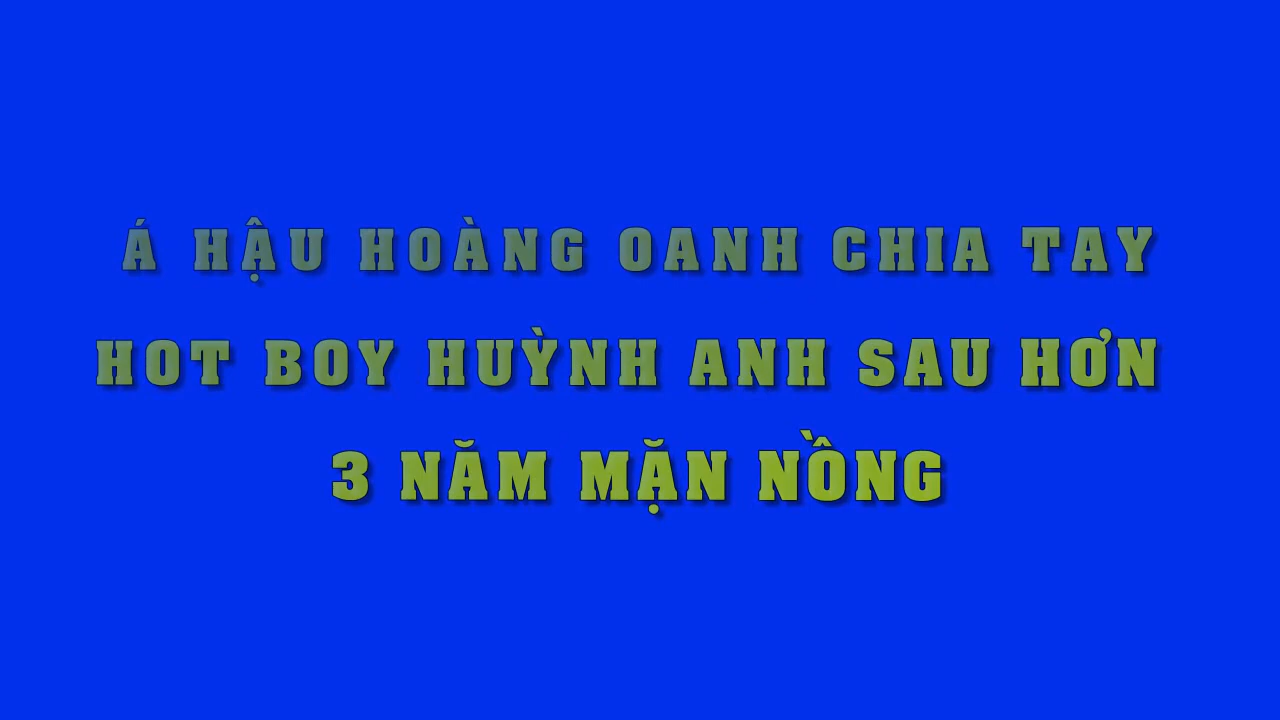 Á HẬU HOÀNG OANH CHIA TAY
HOT BOY HUỲNH ANH SAU HƠN
3 NĂM MẶN NỒNG